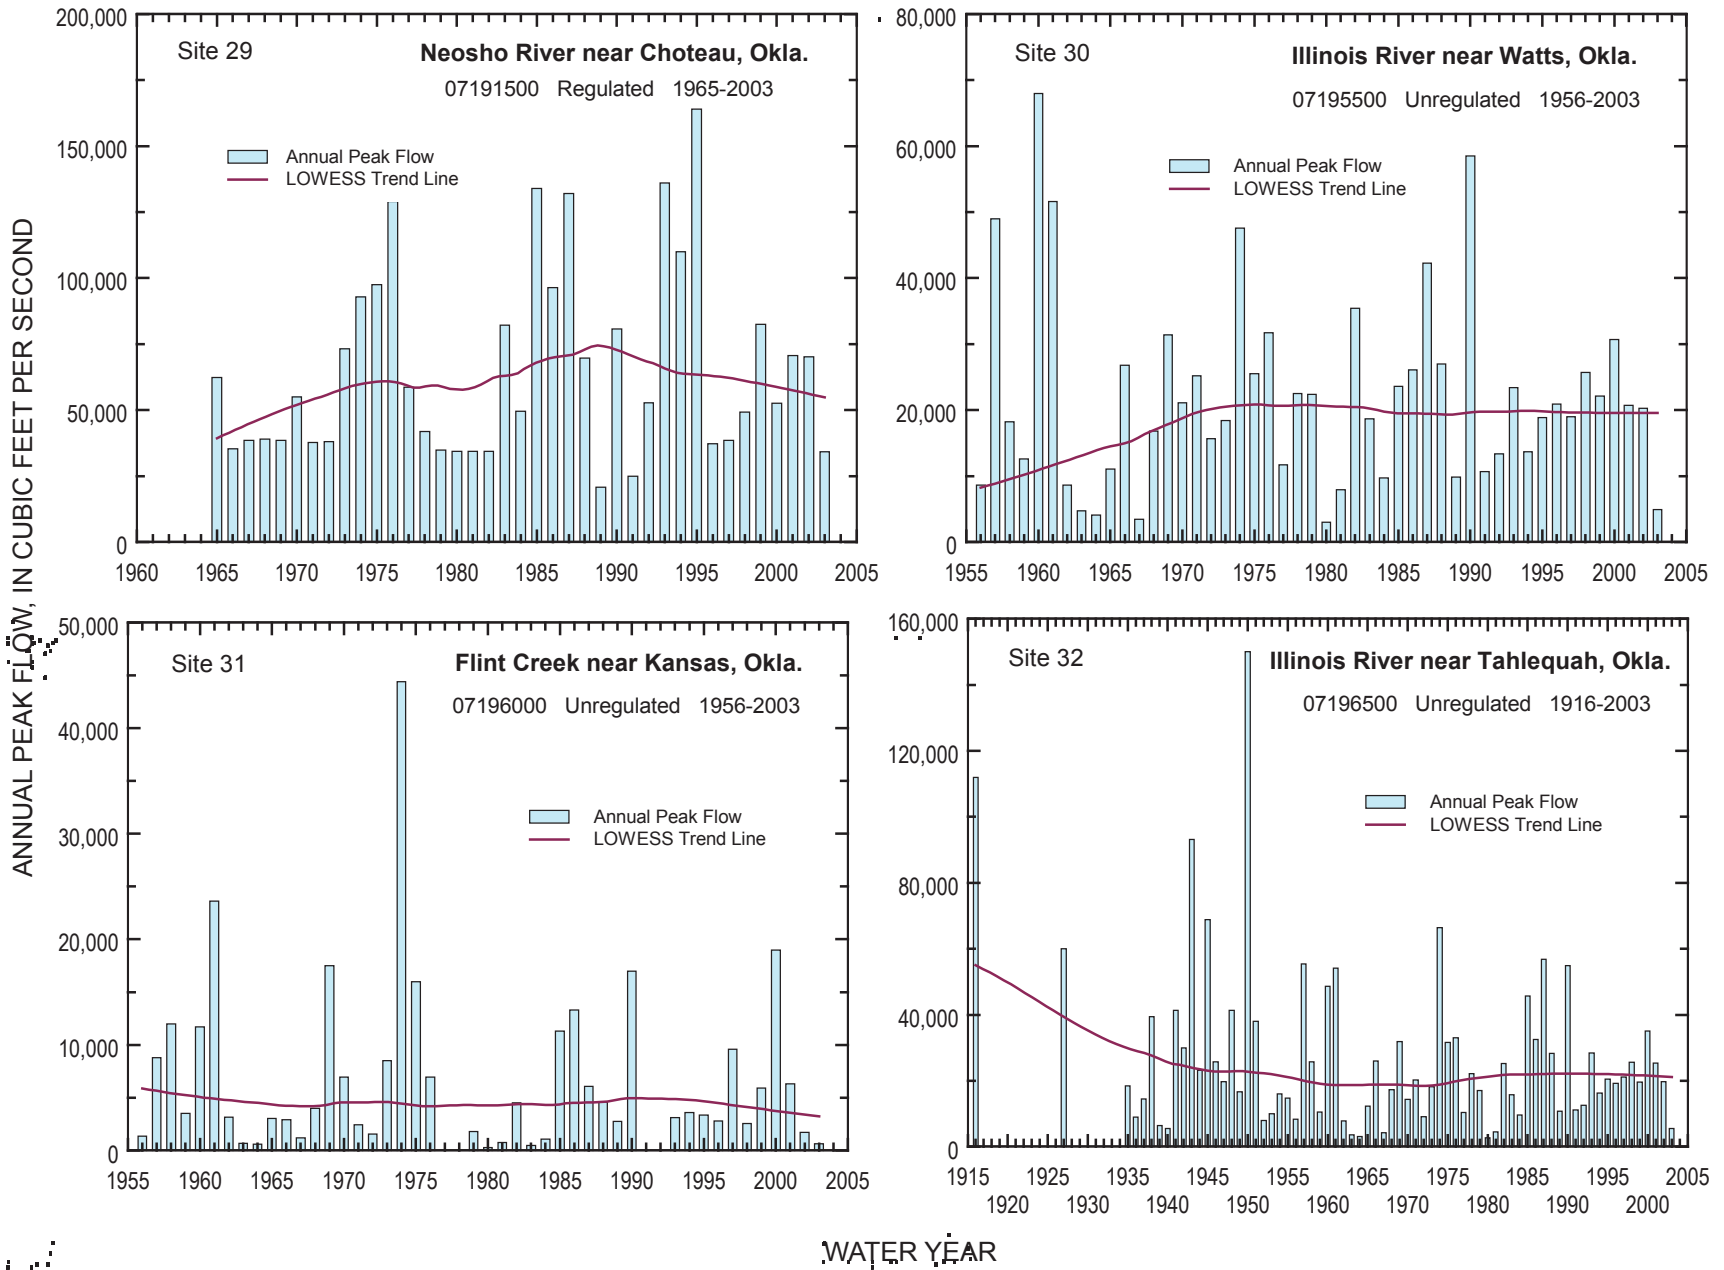 ANNUAL PEAK FLOW, IN CUBIC FEET PER SECOND
Site 29
Neosho River near Choteau, Okla.
07191500 Regulated 1965-2003
Annual Peak Flow
LOWESS Trend Line
200,000
150,000
100,000
50,000
0
1960 1965 1970 1975 1980 1985 1990 1995 2000 2005
Site 30
Illinois River near Watts, Okla.
07195500 Unregulated 1956-2003
Annual Peak Flow
LOWESS Trend Line
80,000
60,000
40,000
20,000
0
1955 1960 1965 1970 1975 1980 1985 1990 1995 2000 2005
Site 31
Flint Creek near Kansas, Okla.
07196000 Unregulated 1956-2003
Annual Peak Flow
LOWESS Trend Line
50,000
40,000
30,000
20,000
10,000
0
1955 1960 1965 1970 1975 1980 1985 1990 1995 2000 2005
Site 32
Illinois River near Tahlequah, Okla.
07196500 Unregulated 1916-2003
Annual Peak Flow
LOWESS Trend Line
160,000
120,000
80,000
40,000
0
1915 1925 1935 1945 1955 1965 1975 1985 1995 2005
1920 1930 1940 1950 1960 1970 1980 1990 2000
WATER YEAR